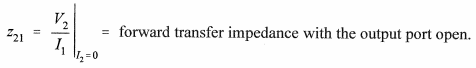 z₂₁ = V₂/I₁ |I₂=0 = forward transfer impedance with the output port open.